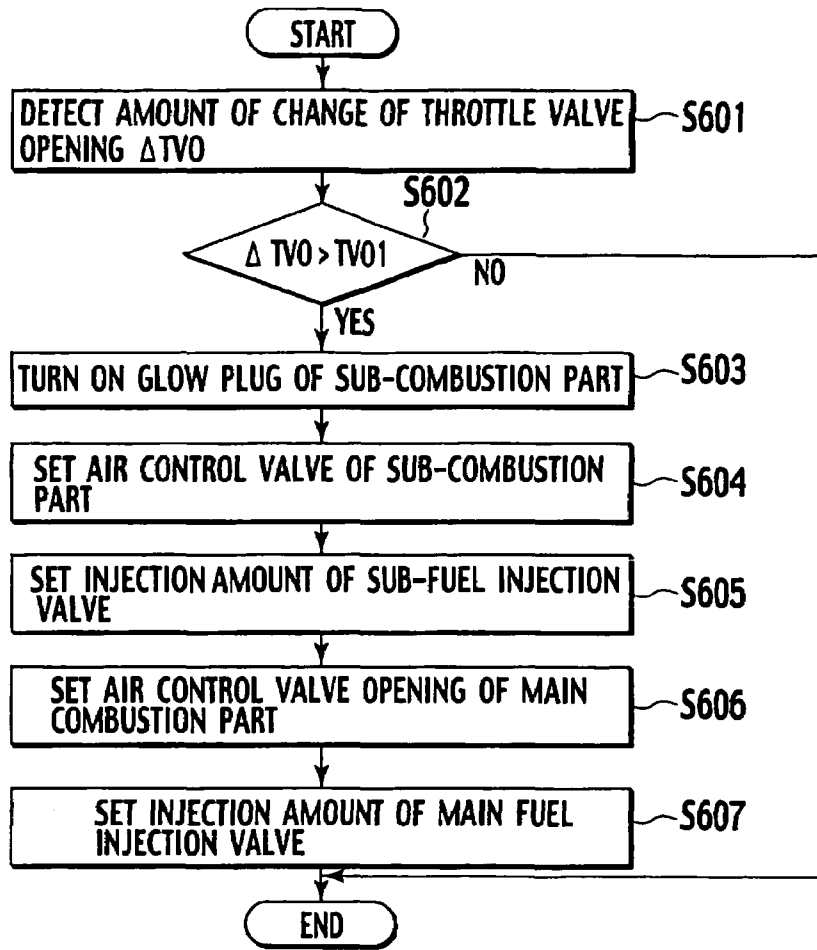 START
DETECT AMOUNT OF CHANGE OF THROTTLE VALVE
OPENING ΔTVO
S601
S602
Δ TVO > TVO1
NO
YES
TURN ON GLOW PLUG OF SUB-COMBUSTION PART
S603
SET AIR CONTROL VALVE OF SUB-COMBUSTION
PART
S604
SET INJECTION AMOUNT OF SUB-FUEL INJECTION
VALVE
S605
SET AIR CONTROL VALVE OPENING OF MAIN
COMBUSTION PART
S606
SET INJECTION AMOUNT OF MAIN FUEL
INJECTION VALVE
S607
END